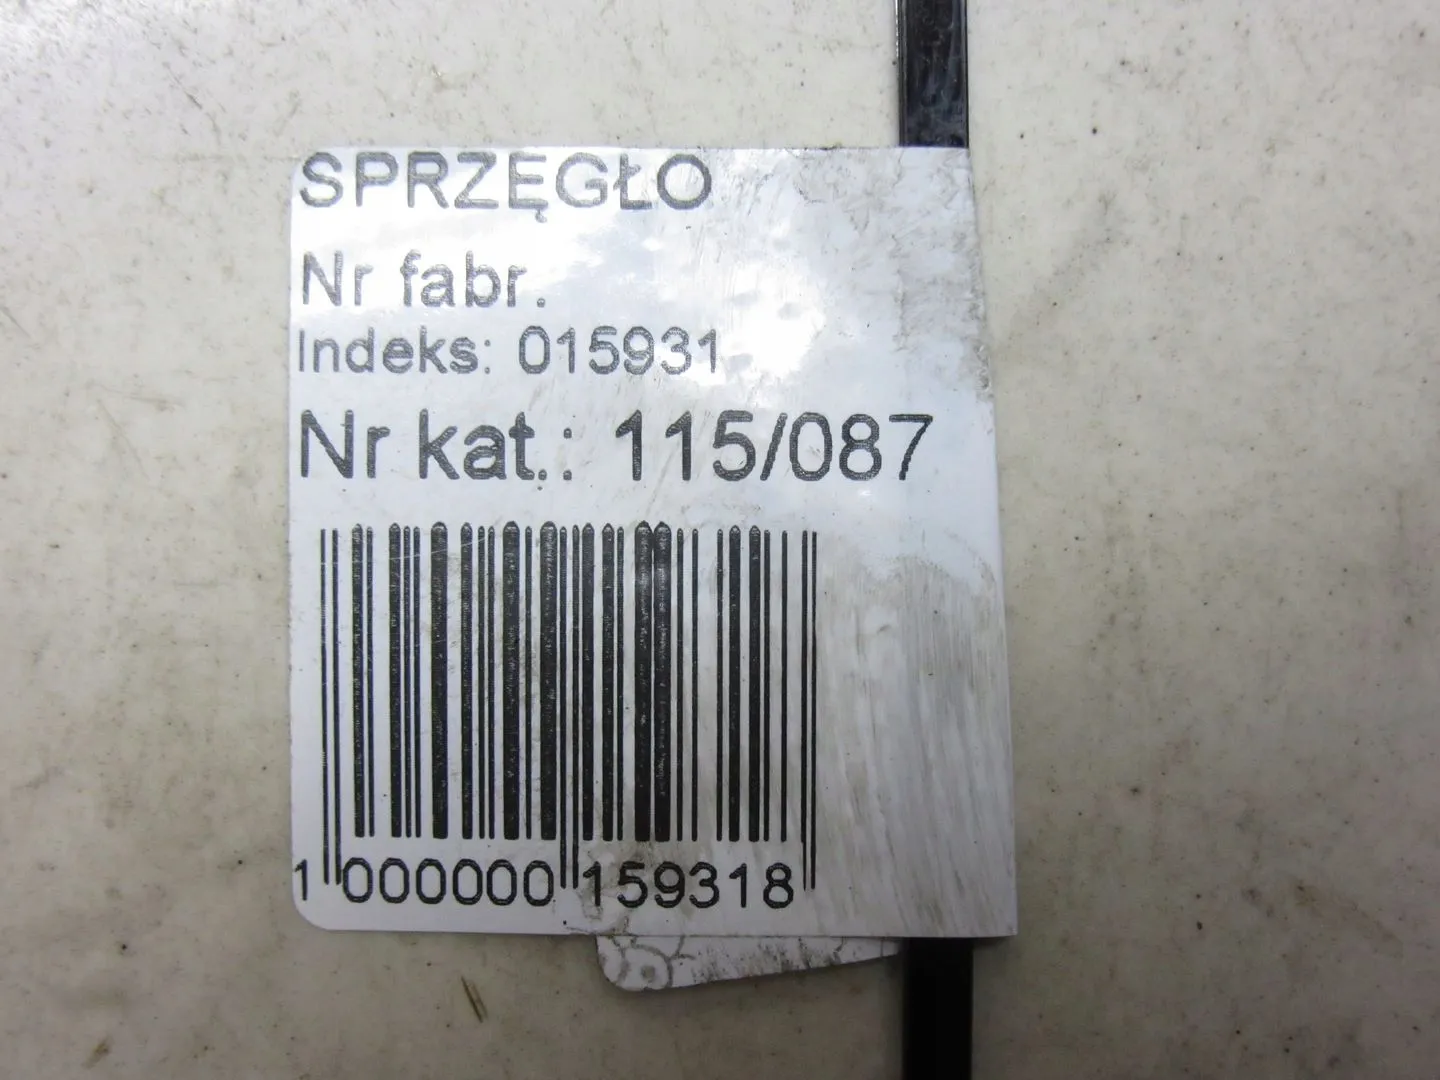 SPRZĘGŁO
Nr fabr.
Indeks: 015931
Nr kat.: 115/087
1 000000 159318